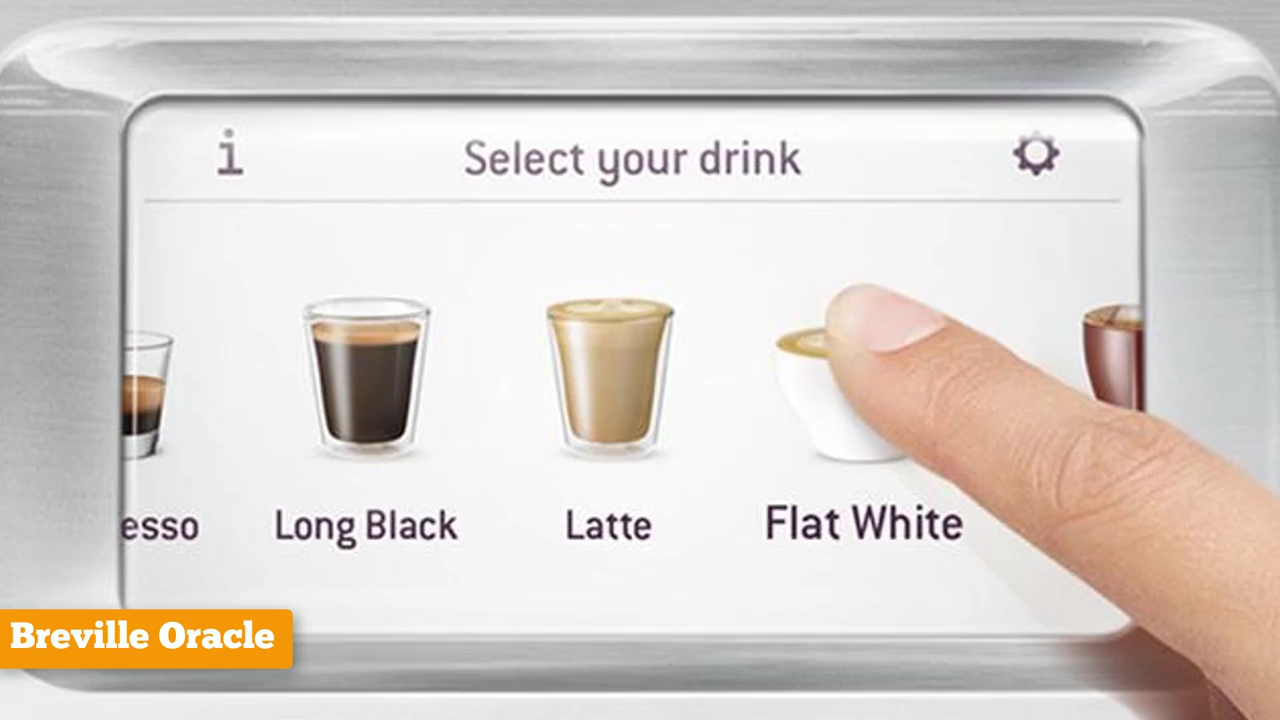 i
Select your drink
esso
Long Black
Latte
Flat White
Breville Oracle